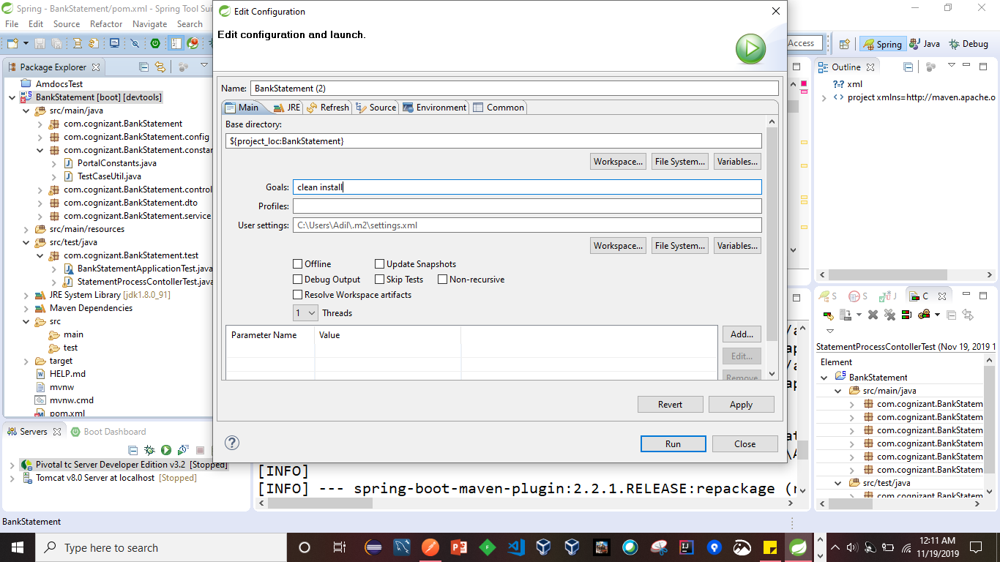 Spring - BankStatement/pom.xml - Spring Tool Sui
File Edit Source Refactor Navigate Search
Access
Spring
Java
Debug
Package Explorer
AmdocsTest
BankStatement [boot] [devtools]
src/main/java
com.cognizant.BankStatement
com.cognizant.BankStatement.config
com.cognizant.BankStatement.constan
PortalConstants.java
TestCaseUtil.java
com.cognizant.BankStatement.control
com.cognizant.BankStatement.dto
com.cognizant.BankStatement.service
src/main/resources
src/test/java
com.cognizant.BankStatement.test
BankStatementApplicationTest.java
StatementProcessContollerTest.java
JRE System Library [jdk1.8.0_91]
Maven Dependencies
src
main
test
target
HELP.md
mvnw
mvnw.cmd
pom.xml
Servers
Boot Dashboard
Pivotal tc Server Developer Edition v3.2 [Stopped]
Tomcat v8.0 Server at localhost [Stopped]
BankStatement
Edit Configuration
Edit configuration and launch.
Name: BankStatement (2)
Main JRE Refresh Source Environment Common
Base directory:
${project_loc:BankStatement}
Workspace... File System... Variables...
Goals: clean install
Profiles:
User settings: C:\Users\Adil\.m2\settings.xml
Workspace... File System... Variables...
Offline Update Snapshots
Debug Output Skip Tests Non-recursive
Resolve Workspace artifacts
1 Threads
Parameter Name Value
Add...
Edit...
Remove
Revert Apply
Run Close
[INFO]
[INFO] --- spring-boot-maven-plugin:2.2.1.RELEASE:repackage (r
Outline
xml
project xmlns=http://maven.apache.o
S S J C
StatementProcessContollerTest (Nov 19, 2019 1
Element
BankStatement
src/main/java
com.cognizant.BankStatem
com.cognizant.BankStatem
com.cognizant.BankStatem
com.cognizant.BankStatem
com.cognizant.BankStatem
com.cognizant.BankStatem
src/test/java
com.cognizant.BankStatem
Type here to search
12:11 AM
11/19/2019